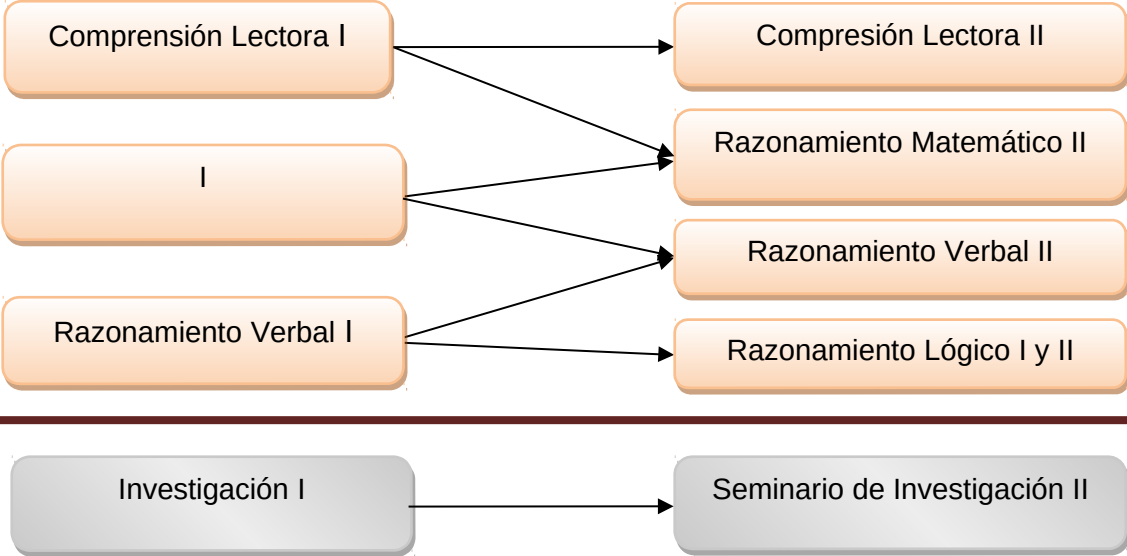 Comprensión Lectora I
Compresión Lectora II
Razonamiento Matemático II
I
Razonamiento Verbal II
Razonamiento Verbal I
Razonamiento Lógico I y II
Investigación I
Seminario de Investigación II